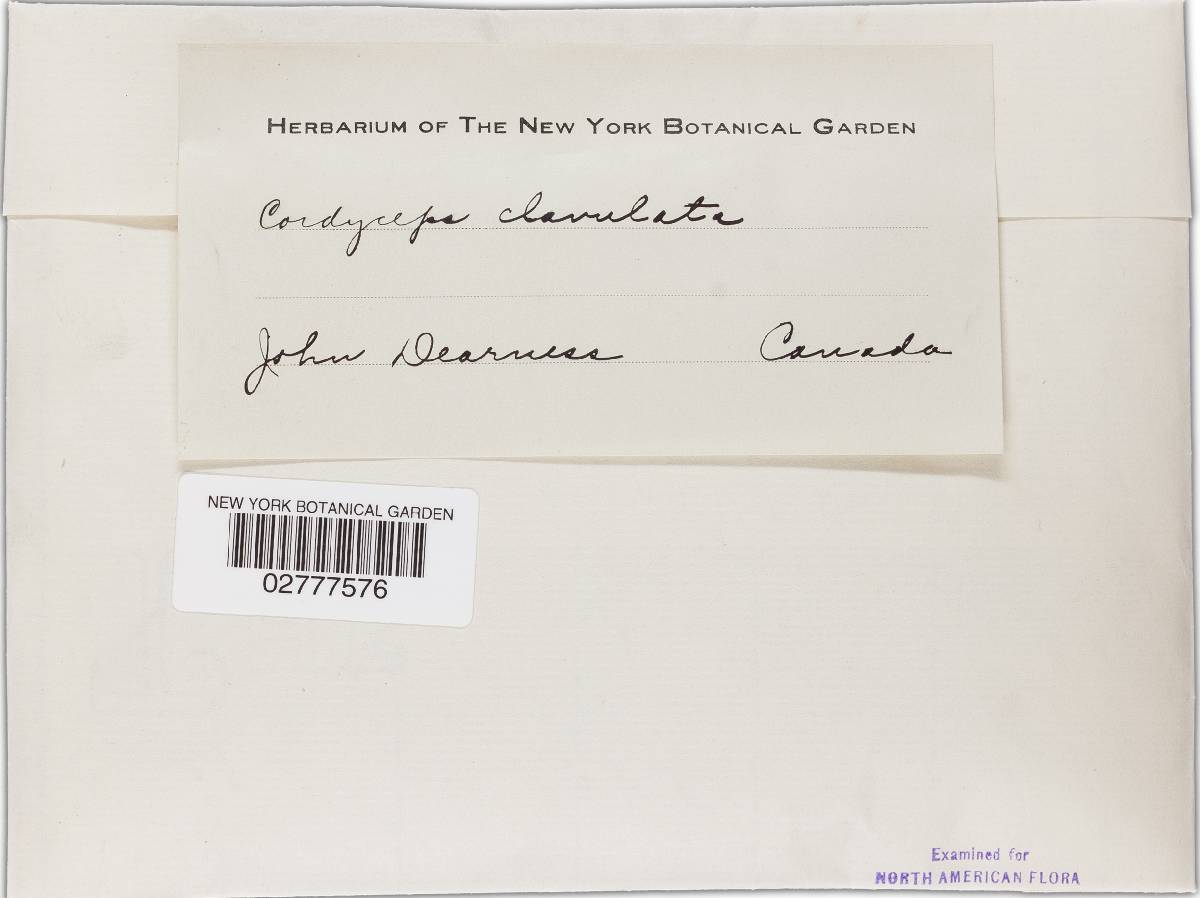 HERBARIUM OF THE NEW YORK BOTANICAL GARDEN
Cordyceps clavulata
John Dearness Canada
NEW YORK BOTANICAL GARDEN
02777576
Examined for
NORTH AMERICAN FLORA